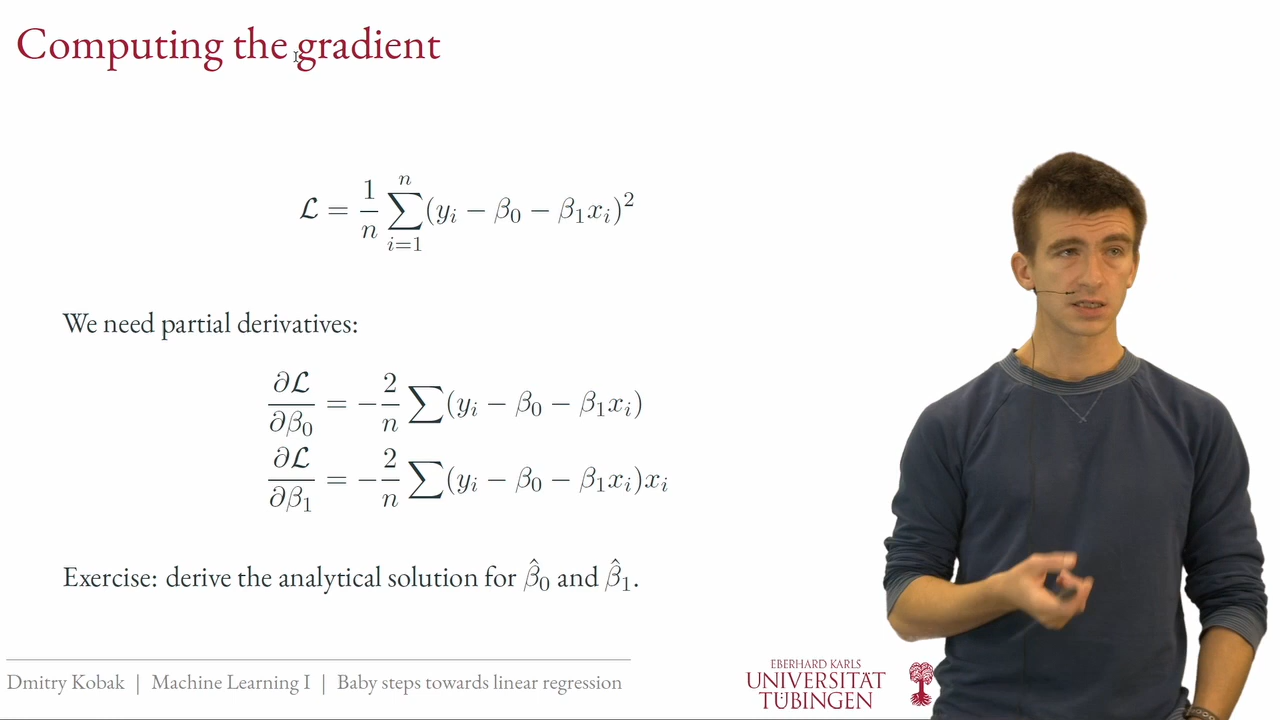 Computing the gradient
ℒ = 1/n ∑_{i=1}^{n} (y_i − β_0 − β_1 x_i)^2
We need partial derivatives:
∂ℒ/∂β_0 = −2/n ∑(y_i − β_0 − β_1 x_i)
∂ℒ/∂β_1 = −2/n ∑(y_i − β_0 − β_1 x_i)x_i
Exercise: derive the analytical solution for β̂_0 and β̂_1.
Dmitry Kobak | Machine Learning I | Baby steps towards linear regression
EBERHARD KARLS
UNIVERSITÄT
TÜBINGEN